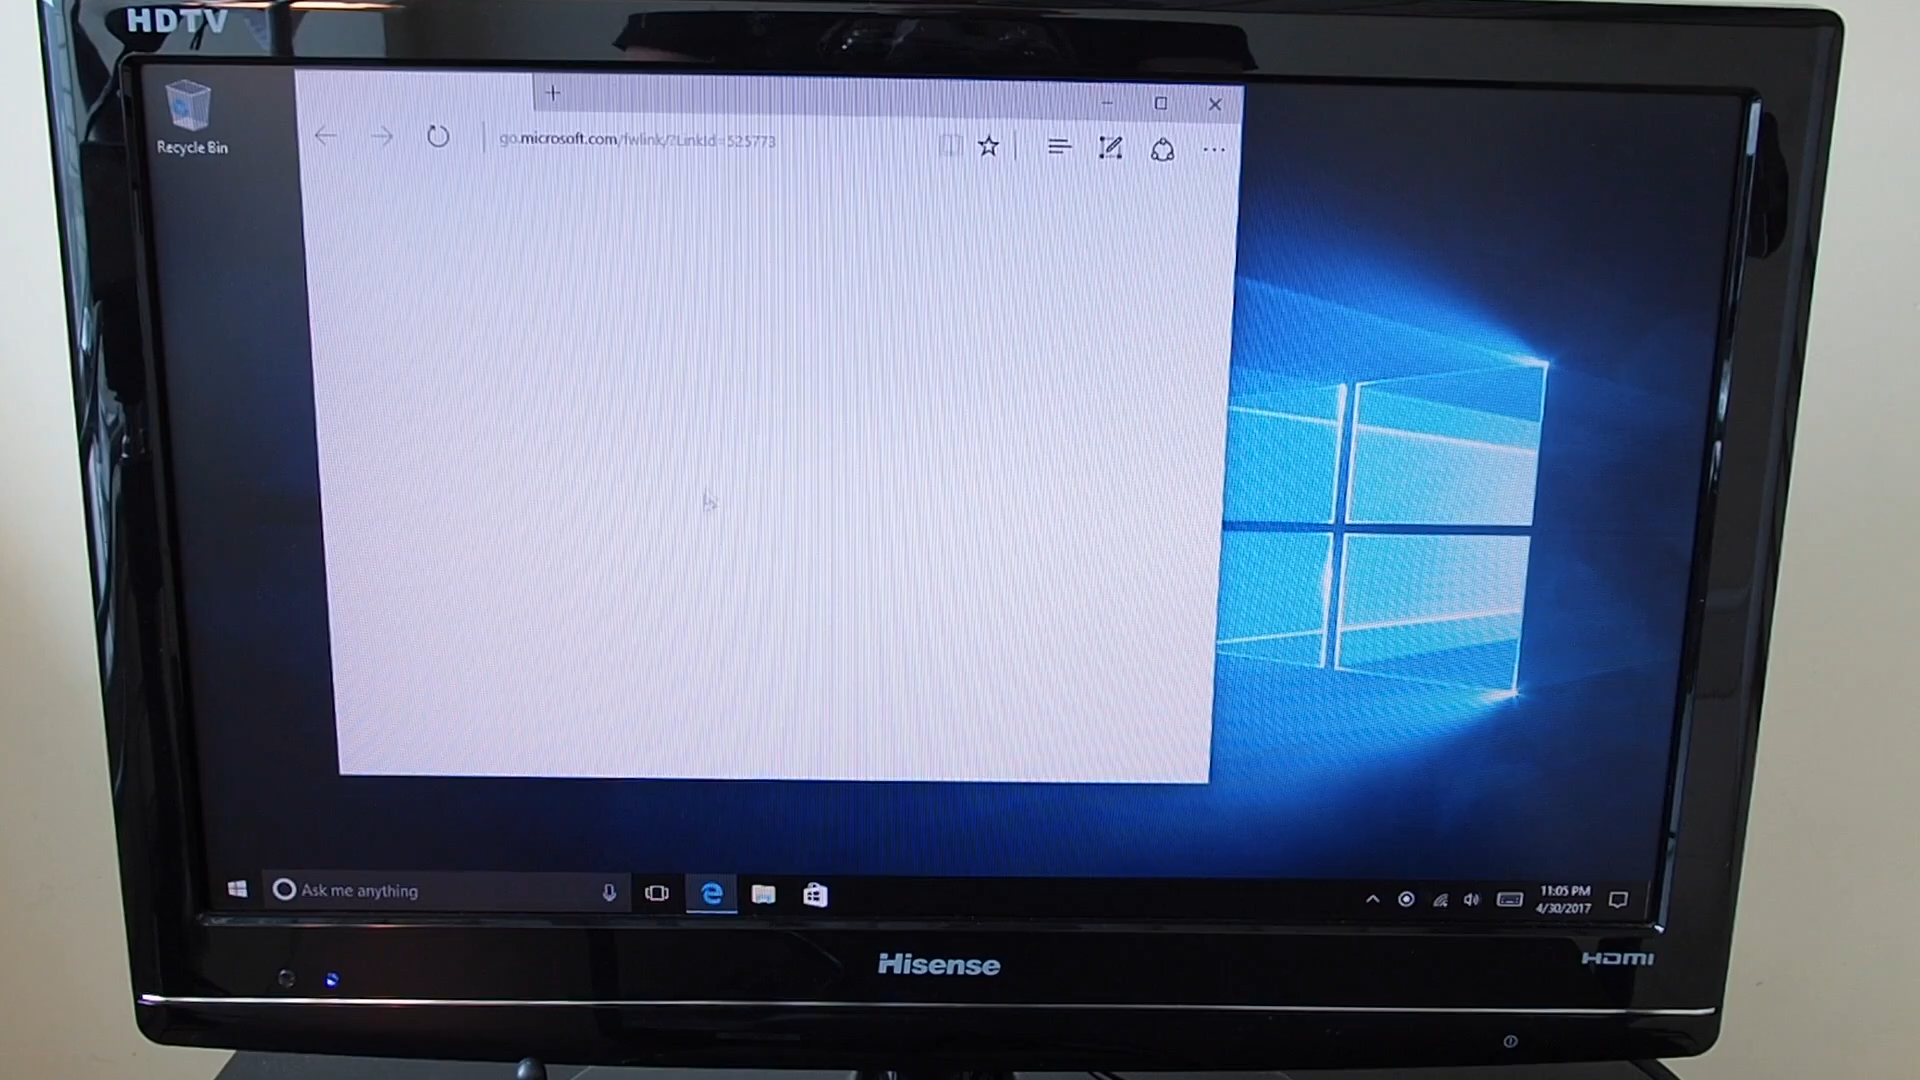 HDTV
Recycle Bin
go.microsoft.com/fwlink/?LinkId=525773
Ask me anything
11:05 PM
4/30/2017
Hisense
HDMI